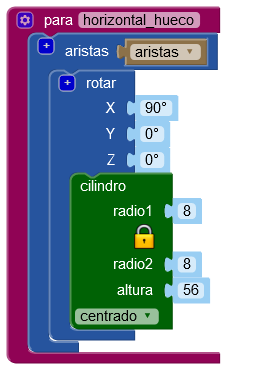 para horizontal_hueco
aristas aristas
rotar
X 90°
Y 0°
Z 0°
cilindro
radio1 8
radio2 8
altura 56
centrado